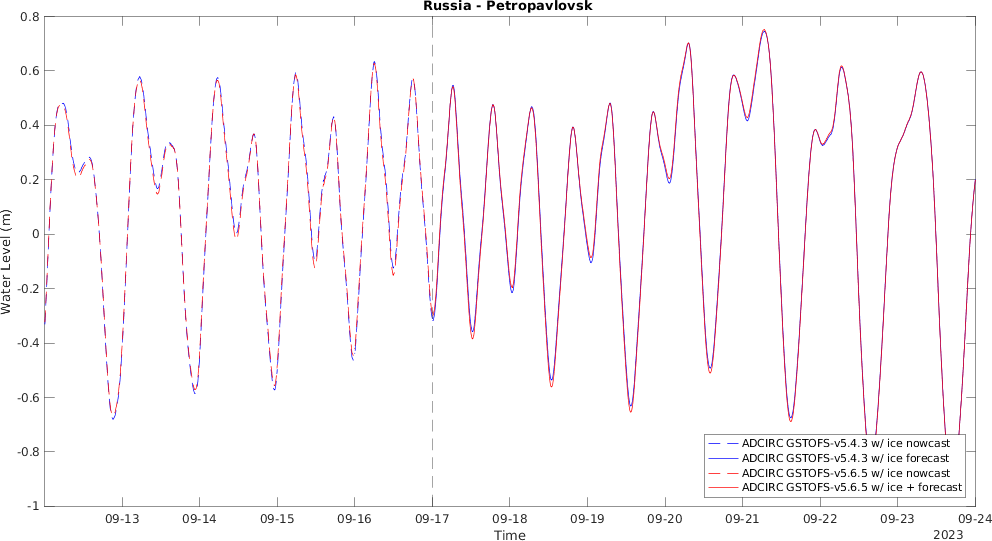 Russia - Petropavlovsk
0.8
0.6
0.4
0.2
0
-0.2
-0.4
-0.6
-0.8
-1
Water Level (m)
ADCIRC GSTOFS-v5.4.3 w/ ice nowcast
ADCIRC GSTOFS-v5.4.3 w/ ice forecast
ADCIRC GSTOFS-v5.6.5 w/ ice nowcast
ADCIRC GSTOFS-v5.6.5 w/ ice + forecast
09-13 09-14 09-15 09-16 09-17 09-18 09-19 09-20 09-21 09-22 09-23 09-24
Time
2023